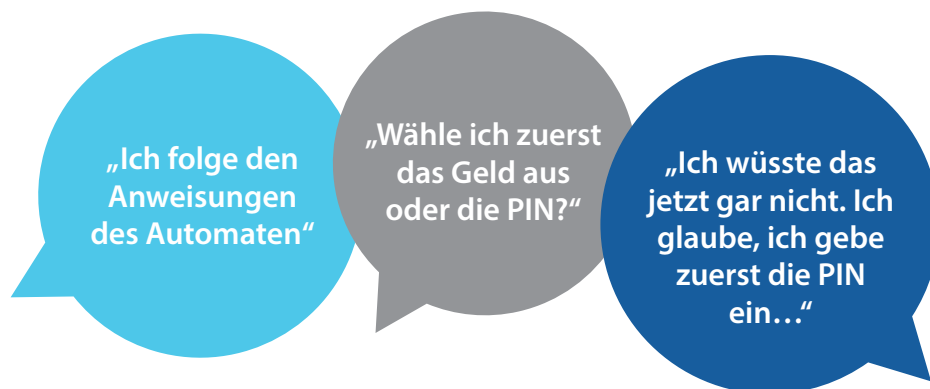 „Ich folge den
Anweisungen
des Automaten“
„Wähle ich zuerst
das Geld aus
oder die PIN?“
„Ich wüsste das
jetzt gar nicht. Ich
glaube, ich gebe
zuerst die PIN
ein…“